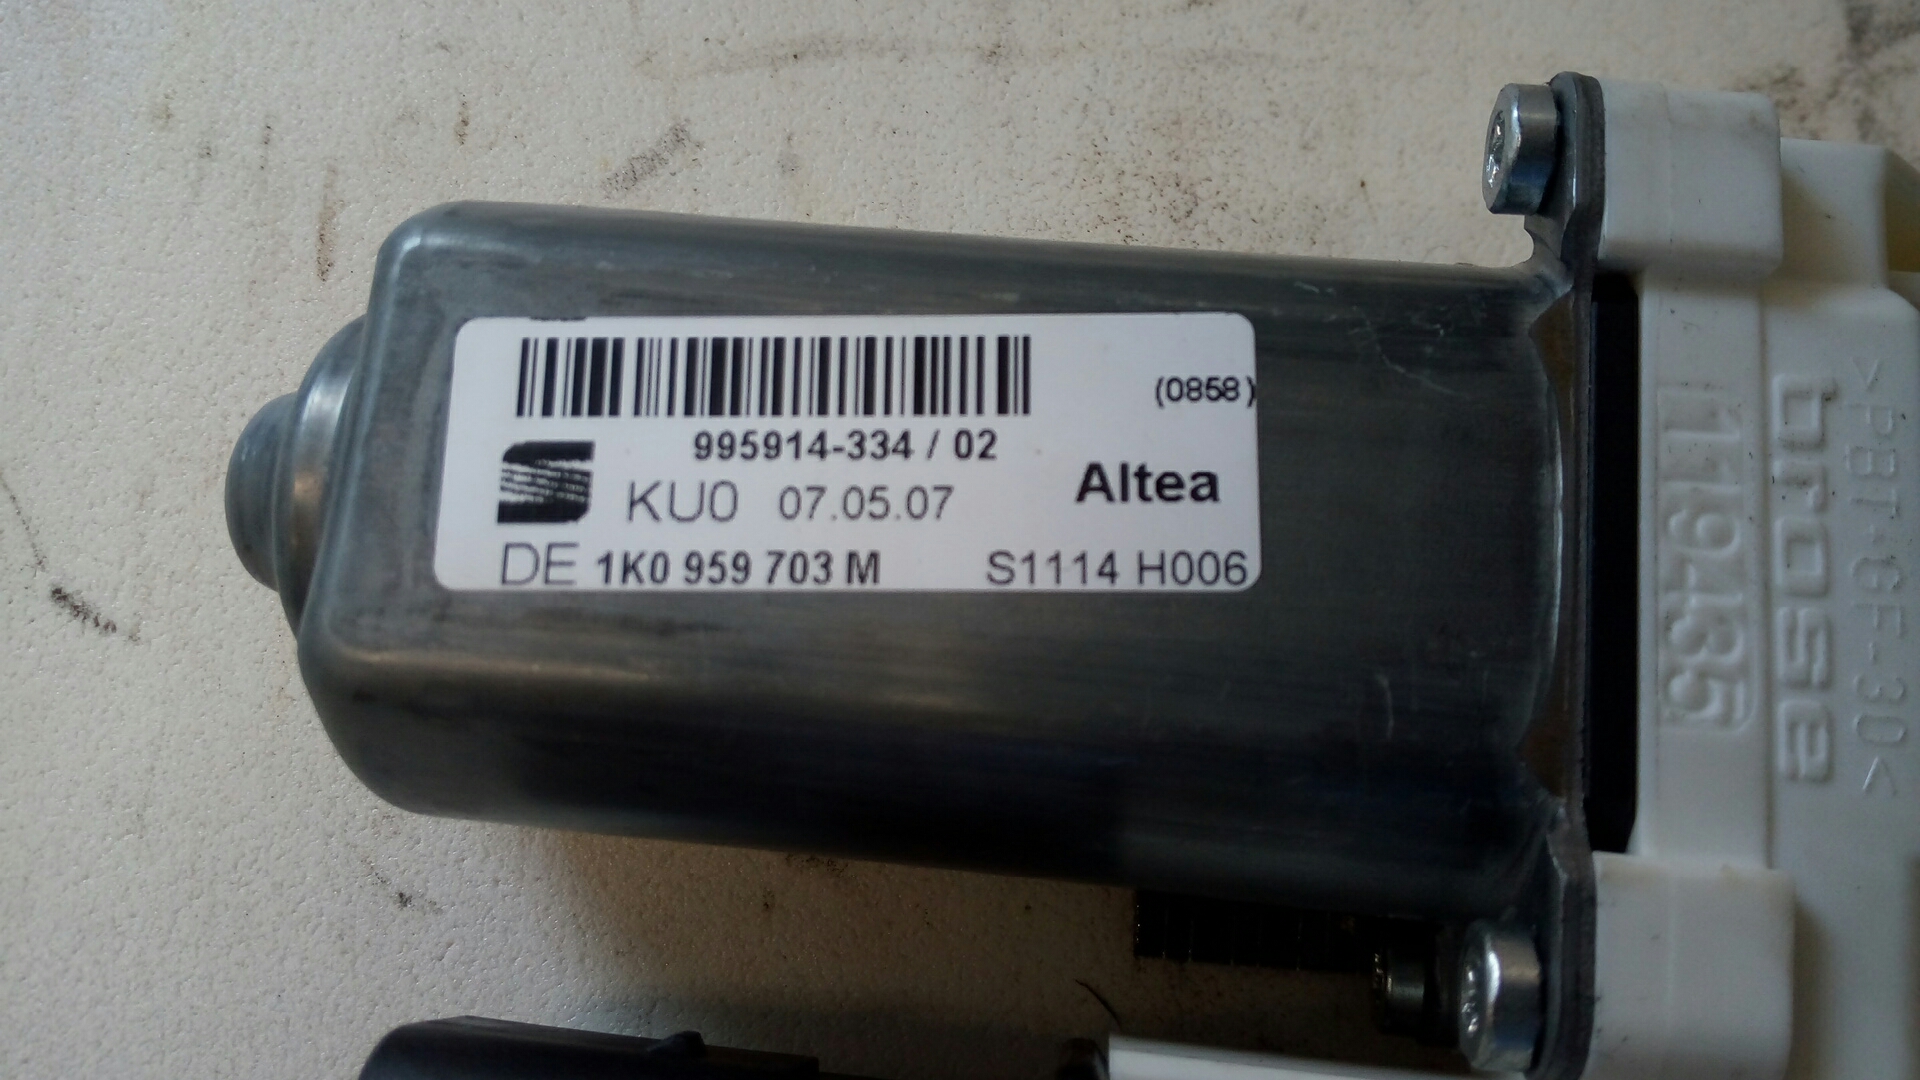 (0858)
995914-334 / 02
KU0 07.05.07
Altea
DE 1K0 959 703 M S1114 H006
119485
brose
>PBT-GF-30<